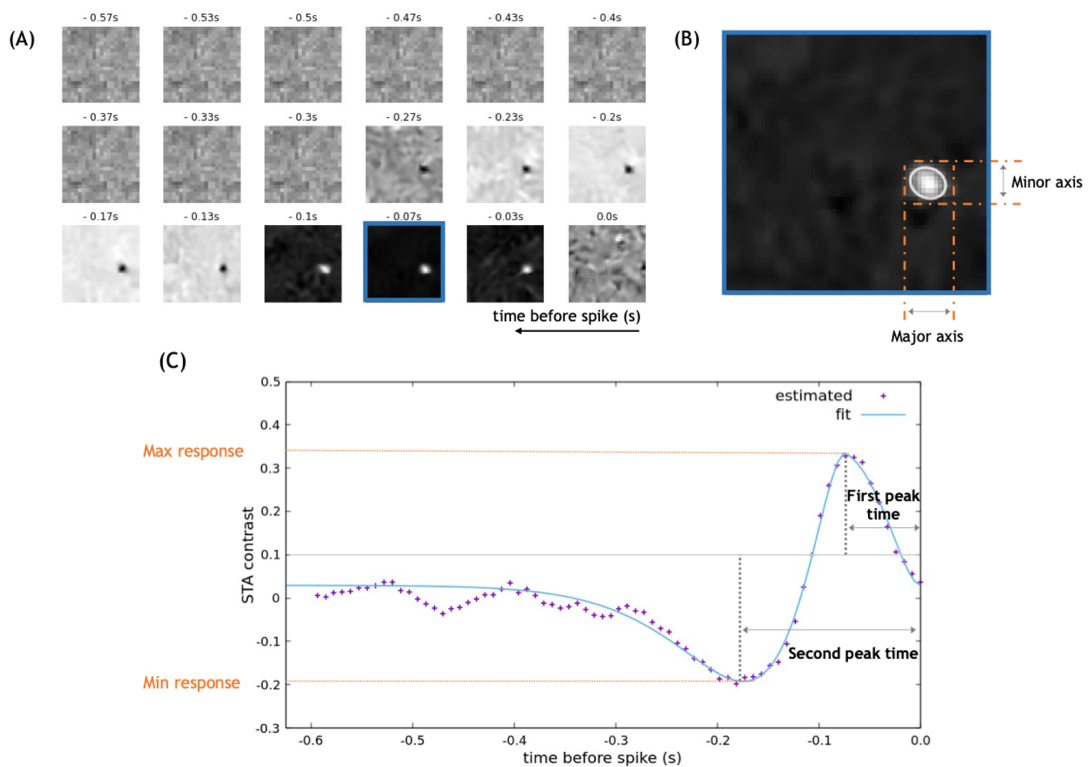 (A)
- 0.57s - 0.53s - 0.5s - 0.47s - 0.43s - 0.4s
- 0.37s - 0.33s - 0.3s - 0.27s - 0.23s - 0.2s
- 0.17s - 0.13s - 0.1s - 0.07s - 0.03s 0.0s
time before spike (s)
(B)
Minor axis
Major axis
(C)
0.5
0.4
0.3
0.2
0.1
0
-0.1
-0.2
-0.3
STA contrast
Max response
Min response
estimated
fit
First peak
time
Second peak time
-0.6 -0.5 -0.4 -0.3 -0.2 -0.1 0.0
time before spike (s)